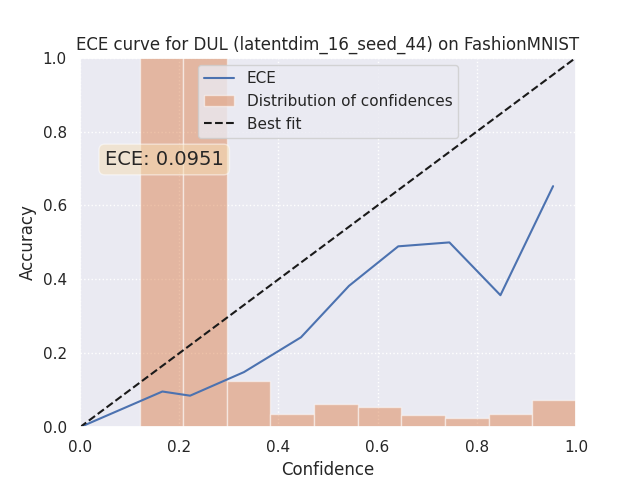 ECE curve for DUL (latentdim_16_seed_44) on FashionMNIST
1.0
0.8
0.6
0.4
0.2
0.0
Accuracy
ECE
Distribution of confidences
Best fit
ECE: 0.0951
0.0 0.2 0.4 0.6 0.8 1.0
Confidence